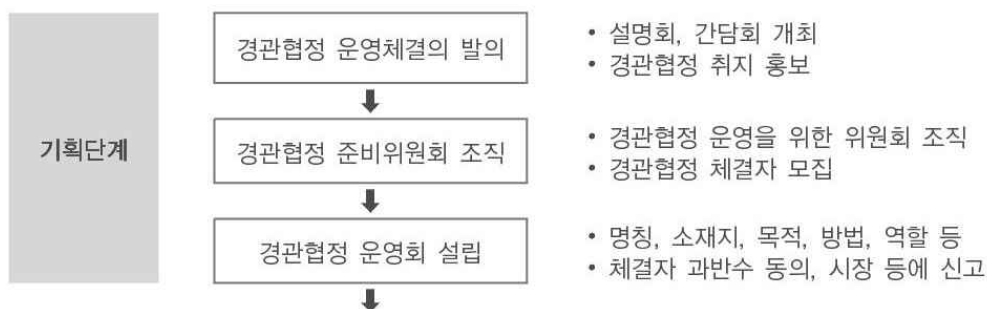 기획단계
경관협정 운영체결의 발의
• 설명회, 간담회 개최
• 경관협정 취지 홍보
경관협정 준비위원회 조직
• 경관협정 운영을 위한 위원회 조직
• 경관협정 체결자 모집
경관협정 운영회 설립
• 명칭, 소재지, 목적, 방법, 역할 등
• 체결자 과반수 동의, 시장 등에 신고